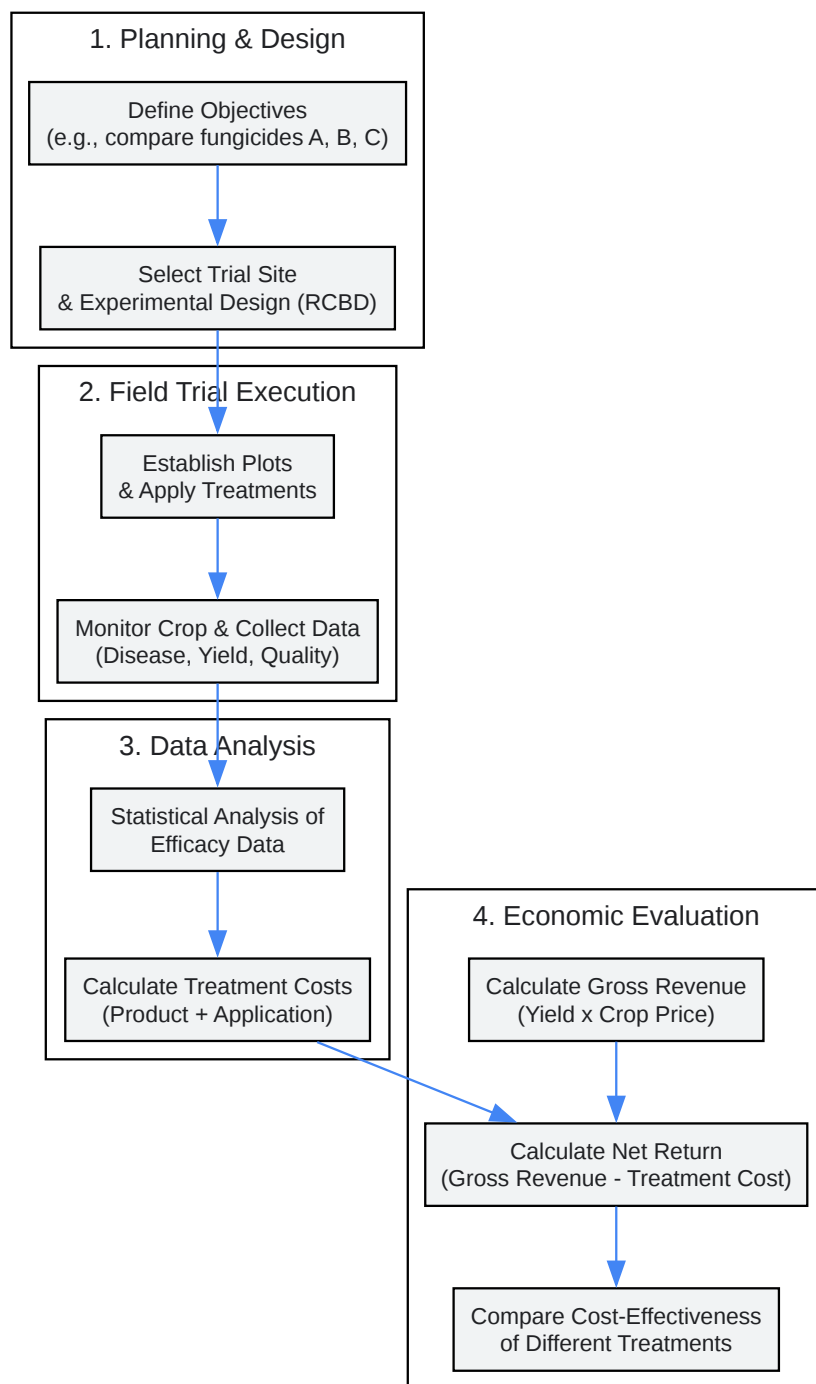 1. Planning & Design
Define Objectives
(e.g., compare fungicides A, B, C)
Select Trial Site
& Experimental Design (RCBD)
2. Field Trial Execution
Establish Plots
& Apply Treatments
Monitor Crop & Collect Data
(Disease, Yield, Quality)
3. Data Analysis
Statistical Analysis of
Efficacy Data
Calculate Treatment Costs
(Product + Application)
4. Economic Evaluation
Calculate Gross Revenue
(Yield x Crop Price)
Calculate Net Return
(Gross Revenue - Treatment Cost)
Compare Cost-Effectiveness
of Different Treatments